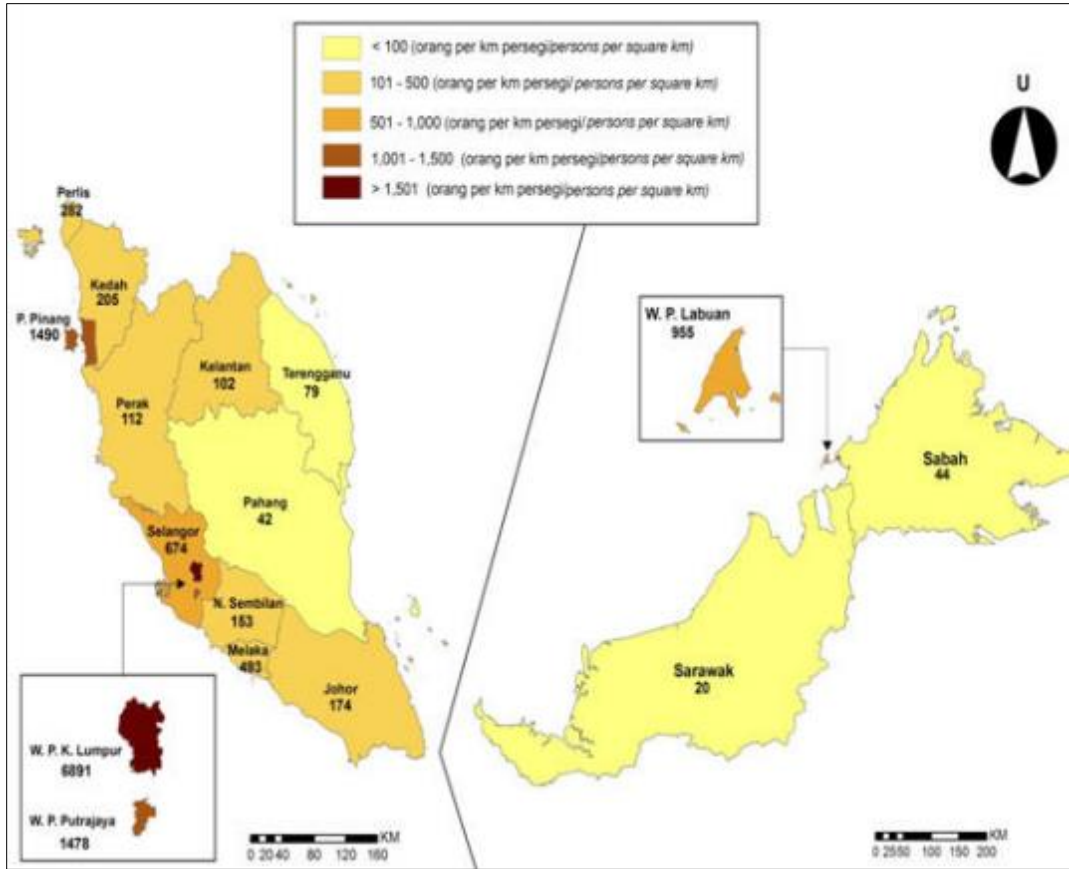 < 100 (orang per km persegi/persons per square km)
101 - 500 (orang per km persegi/ persons per square km)
501 - 1,000 (orang per km persegi/persons per square km)
1,001 - 1,500 (orang per km persegi/persons per square km)
> 1,501 (orang per km persegi/persons per square km)
U
Perlis
282
Kedah
205
P. Pinang
1490
Kelantan
102
Terengganu
79
Perak
112
Pahang
42
Selangor
674
P
N. Sembilan
153
Melaka
493
Johor
174
W. P. K. Lumpur
6891
W. P. Putrajaya
1478
W. P. Labuan
955
Sabah
44
Sarawak
20
KM
0 20 40 80 120 160
KM
0 25 50 100 150 200